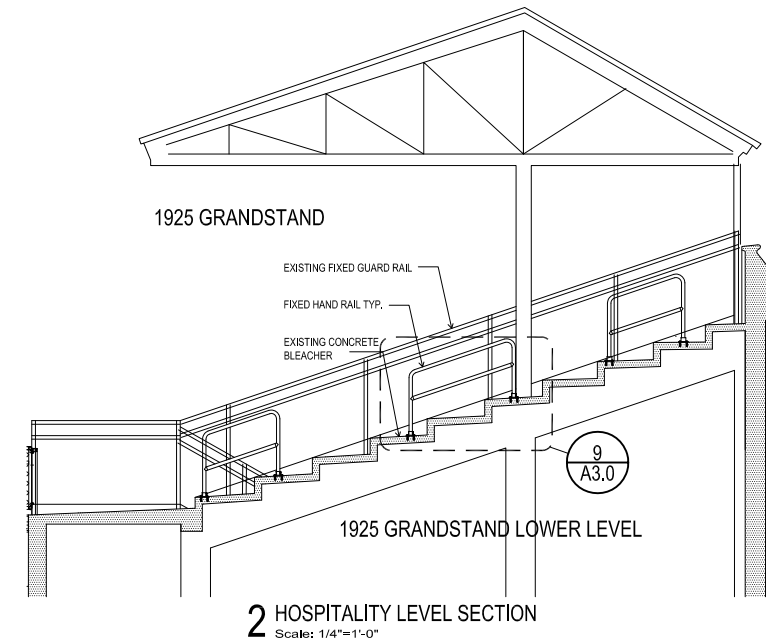 1925 GRANDSTAND
EXISTING FIXED GUARD RAIL
FIXED HAND RAIL TYP.
EXISTING CONCRETE
BLEACHER
9
A3.0
1925 GRANDSTAND LOWER LEVEL
2 HOSPITALITY LEVEL SECTION
Scale: 1/4"=1'-0"